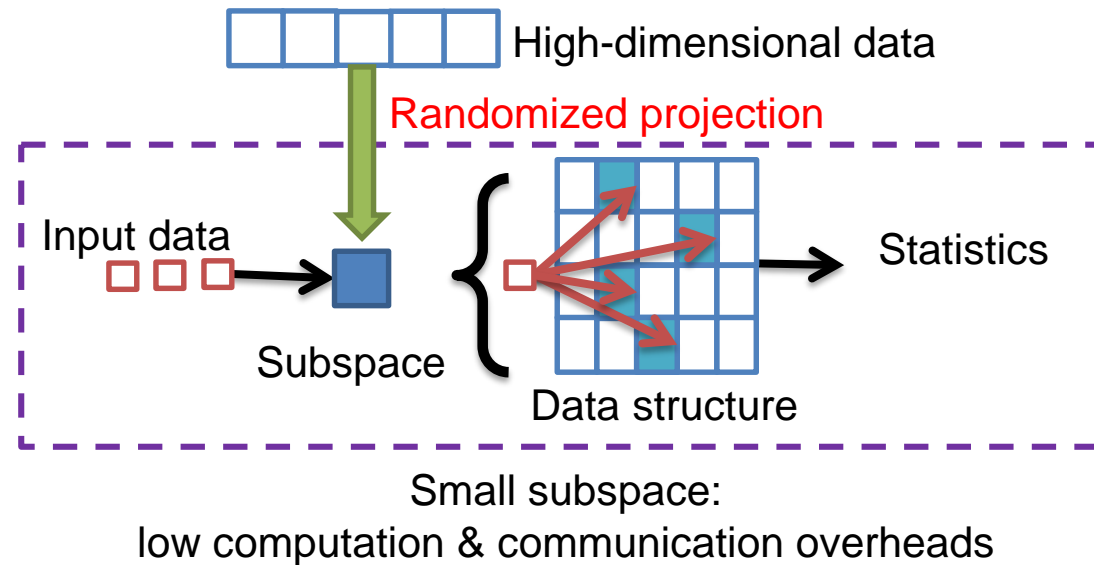 High-dimensional data
Randomized projection
Input data
Statistics
Subspace
Data structure
Small subspace:
low computation & communication overheads